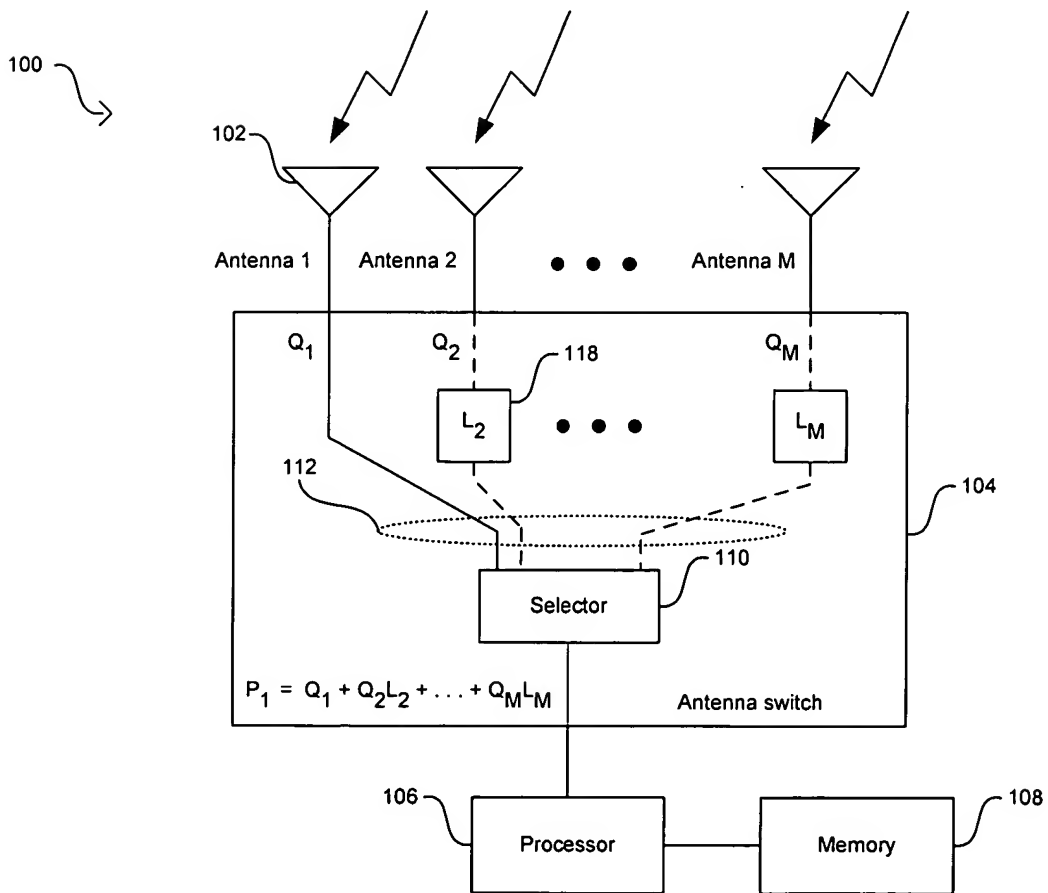 100
102
Antenna 1 Antenna 2 Antenna M
Q1 Q2 QM
118
L2 LM
112
104
110
Selector
P1 = Q1 + Q2L2 + . . . + QMLM
Antenna switch
106
108
Processor
Memory